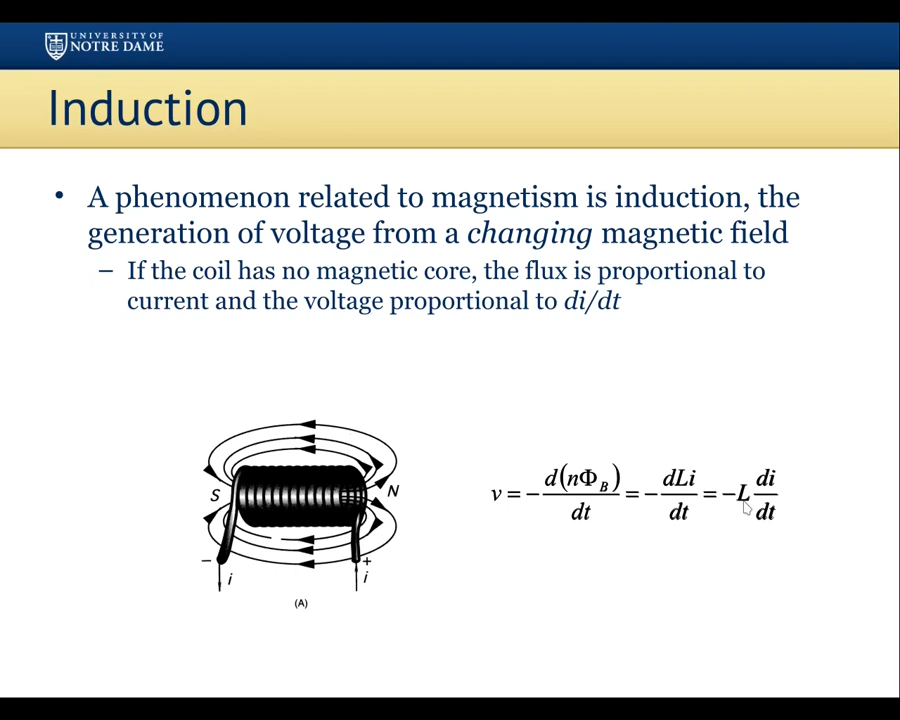 UNIVERSITY OF
NOTRE DAME
Induction
• A phenomenon related to magnetism is induction, the
generation of voltage from a changing magnetic field
– If the coil has no magnetic core, the flux is proportional to
current and the voltage proportional to di/dt
S
N
v = − d(nΦ_B)/dt = − dLi/dt = −L di/dt
− +
i i
(A)